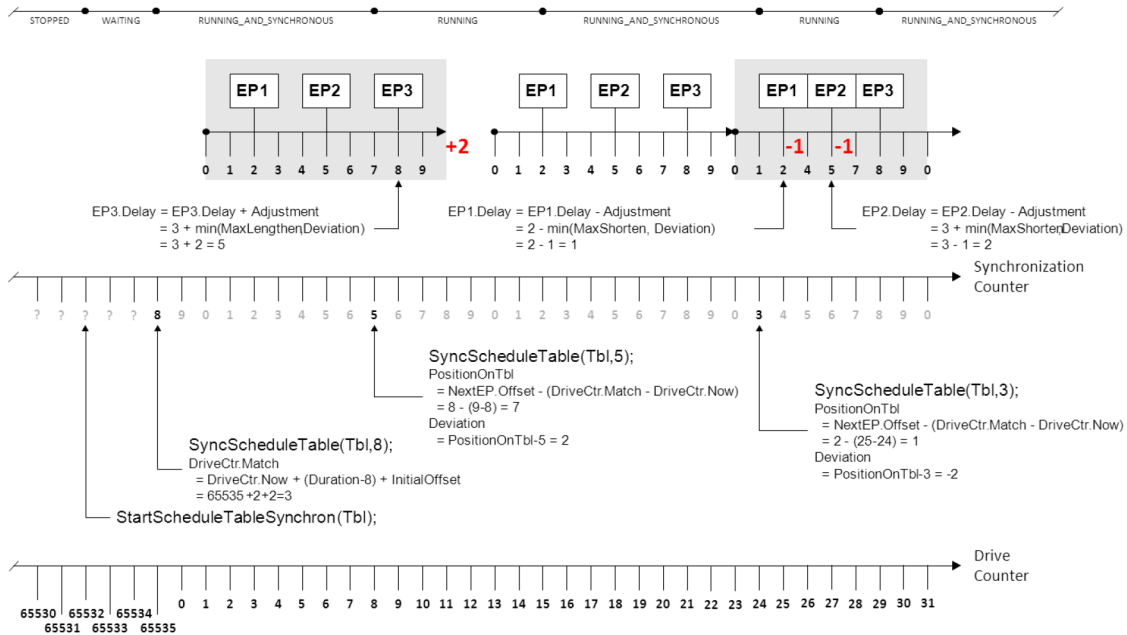 STOPPED WAITING RUNNING_AND_SYNCHRONOUS RUNNING RUNNING_AND_SYNCHRONOUS RUNNING RUNNING_AND_SYNCHRONOUS
EP1 EP2 EP3 EP1 EP2 EP3 EP1 EP2 EP3
+2 -1 -1
0 1 2 3 4 5 6 7 8 9 0 1 2 3 4 5 6 7 8 9 0 1 2 4 5 7 8 9 0
EP3.Delay = EP3.Delay + Adjustment
= 3 + min(MaxLengthen,Deviation)
= 3 + 2 = 5
EP1.Delay = EP1.Delay - Adjustment
= 2 - min(MaxShorten, Deviation)
= 2 - 1 = 1
EP2.Delay = EP2.Delay - Adjustment
= 3 + min(MaxShorten,Deviation)
= 3 - 1 = 2
Synchronization
Counter
? ? ? ? ? 8 9 0 1 2 3 4 5 6 5 6 7 8 9 0 1 2 3 4 5 6 7 8 9 0 3 4 5 6 7 8 9 0
SyncScheduleTable(Tbl,5);
PositionOnTbl
= NextEP.Offset - (DriveCtr.Match - DriveCtr.Now)
= 8 - (9-8) = 7
Deviation
= PositionOnTbl-5 = 2
SyncScheduleTable(Tbl,3);
PositionOnTbl
= NextEP.Offset - (DriveCtr.Match - DriveCtr.Now)
= 2 - (25-24) = 1
Deviation
= PositionOnTbl-3 = -2
SyncScheduleTable(Tbl,8);
DriveCtr.Match
= DriveCtr.Now + (Duration-8) + InitialOffset
= 65535+2+2=3
StartScheduleTableSynchron(Tbl);
Drive
Counter
65530 65532 65534 0 1 2 3 4 5 6 7 8 9 10 11 12 13 14 15 16 17 18 19 20 21 22 23 24 25 26 27 28 29 30 31
65531 65533 65535